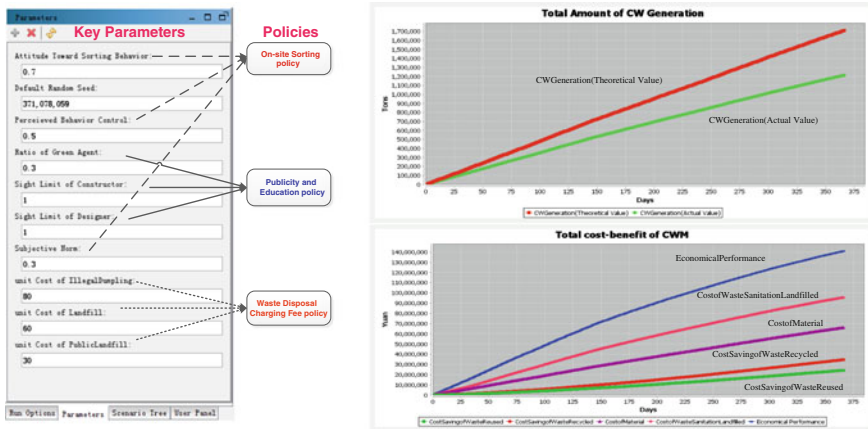 Parameters
Key Parameters
Policies
Attitude Toward Sorting Behavior:
0.7
Default Random Seed:
371,078,059
Perceieved Behavior Control:
0.5
Ratio of Green Agent:
0.3
Sight Limit of Constructor:
1
Sight Limit of Designer:
1
Subjective Norm:
0.3
unit Cost of IllegalDumpling:
80
unit Cost of Landfill:
60
unit Cost of PublicLandfill:
30
Run Options Parameters Scenario Tree User Panel
On-site Sorting
policy
Publicity and
Education policy
Waste Disposal
Charging Fee policy
Total Amount of CW Generation
1,700,000
1,600,000
1,500,000
1,400,000
1,300,000
1,200,000
1,100,000
1,000,000
900,000
800,000
700,000
600,000
500,000
400,000
300,000
200,000
100,000
0
Tons
CWGeneration(Theoretical Value)
CWGeneration(Actual Value)
0 25 50 75 100 125 150 175 200 225 250 275 300 325 350 375
Days
CWGeneration(Theoretical Value) CWGeneration(Actual Value)
Total cost-benefit of CWM
140,000,000
130,000,000
120,000,000
110,000,000
100,000,000
90,000,000
80,000,000
70,000,000
60,000,000
50,000,000
40,000,000
30,000,000
20,000,000
10,000,000
0
Yuan
EconomicalPerformance
CostofWasteSanitationLandfilled
CostofMaterial
CostSavingofWasteRecycled
CostSavingofWasteReused
0 25 50 75 100 125 150 175 200 225 250 275 300 325 350 375
Days
CostSavingofWasteReused CostSavingofWasteRecycled CostofMaterial CostofWasteSanitationLandfilled Economical Performance